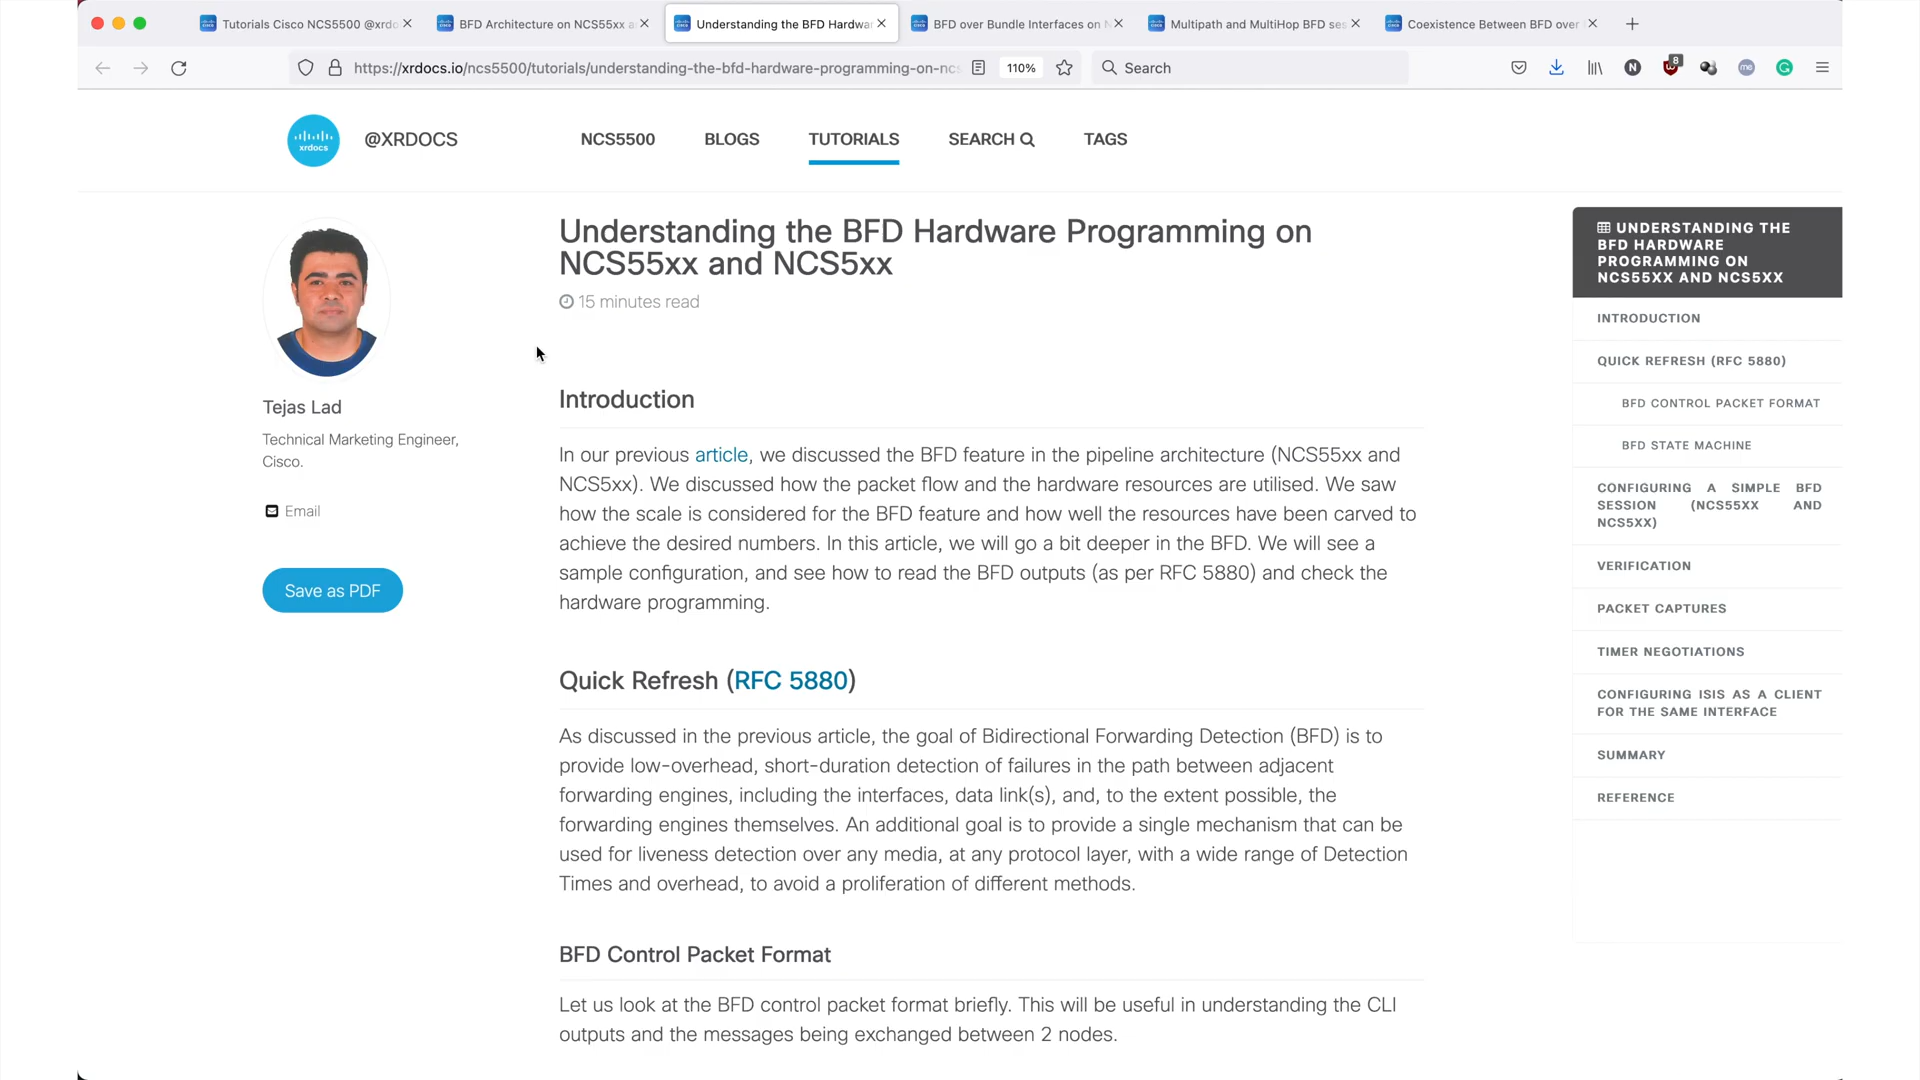 Tutorials Cisco NCS5500 @xrdo
BFD Architecture on NCS55xx a
Understanding the BFD Hardwa
BFD over Bundle Interfaces on N
Multipath and MultiHop BFD ses
Coexistence Between BFD over
https://xrdocs.io/ncs5500/tutorials/understanding-the-bfd-hardware-programming-on-ncs
110%
Search
8
@XRDOCS
NCS5500
BLOGS
TUTORIALS
SEARCH
TAGS
xrdocs
Tejas Lad
Technical Marketing Engineer,
Cisco.
Email
Save as PDF
Understanding the BFD Hardware Programming on
NCS55xx and NCS5xx
15 minutes read
Introduction
In our previous article, we discussed the BFD feature in the pipeline architecture (NCS55xx and
NCS5xx). We discussed how the packet flow and the hardware resources are utilised. We saw
how the scale is considered for the BFD feature and how well the resources have been carved to
achieve the desired numbers. In this article, we will go a bit deeper in the BFD. We will see a
sample configuration, and see how to read the BFD outputs (as per RFC 5880) and check the
hardware programming.
Quick Refresh (RFC 5880)
As discussed in the previous article, the goal of Bidirectional Forwarding Detection (BFD) is to
provide low-overhead, short-duration detection of failures in the path between adjacent
forwarding engines, including the interfaces, data link(s), and, to the extent possible, the
forwarding engines themselves. An additional goal is to provide a single mechanism that can be
used for liveness detection over any media, at any protocol layer, with a wide range of Detection
Times and overhead, to avoid a proliferation of different methods.
BFD Control Packet Format
Let us look at the BFD control packet format briefly. This will be useful in understanding the CLI
outputs and the messages being exchanged between 2 nodes.
UNDERSTANDING THE
BFD HARDWARE
PROGRAMMING ON
NCS55XX AND NCS5XX
INTRODUCTION
QUICK REFRESH (RFC 5880)
BFD CONTROL PACKET FORMAT
BFD STATE MACHINE
CONFIGURING A SIMPLE BFD
SESSION (NCS55XX AND
NCS5XX)
VERIFICATION
PACKET CAPTURES
TIMER NEGOTIATIONS
CONFIGURING ISIS AS A CLIENT
FOR THE SAME INTERFACE
SUMMARY
REFERENCE